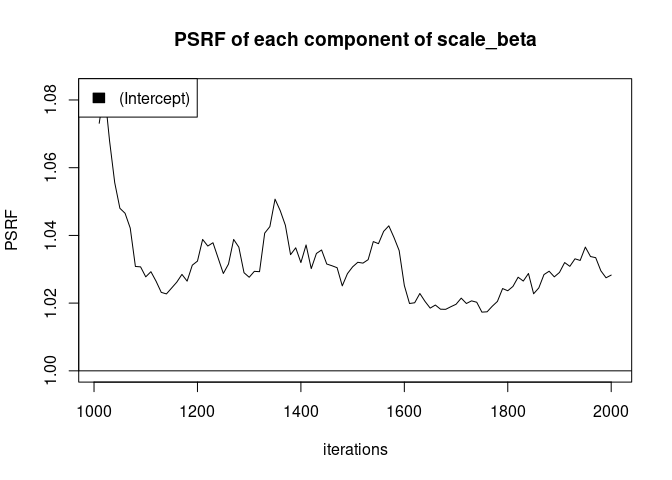 PSRF of each component of scale_beta
(Intercept)
PSRF
1.08
1.06
1.04
1.02
1.00
1000 1200 1400 1600 1800 2000
iterations